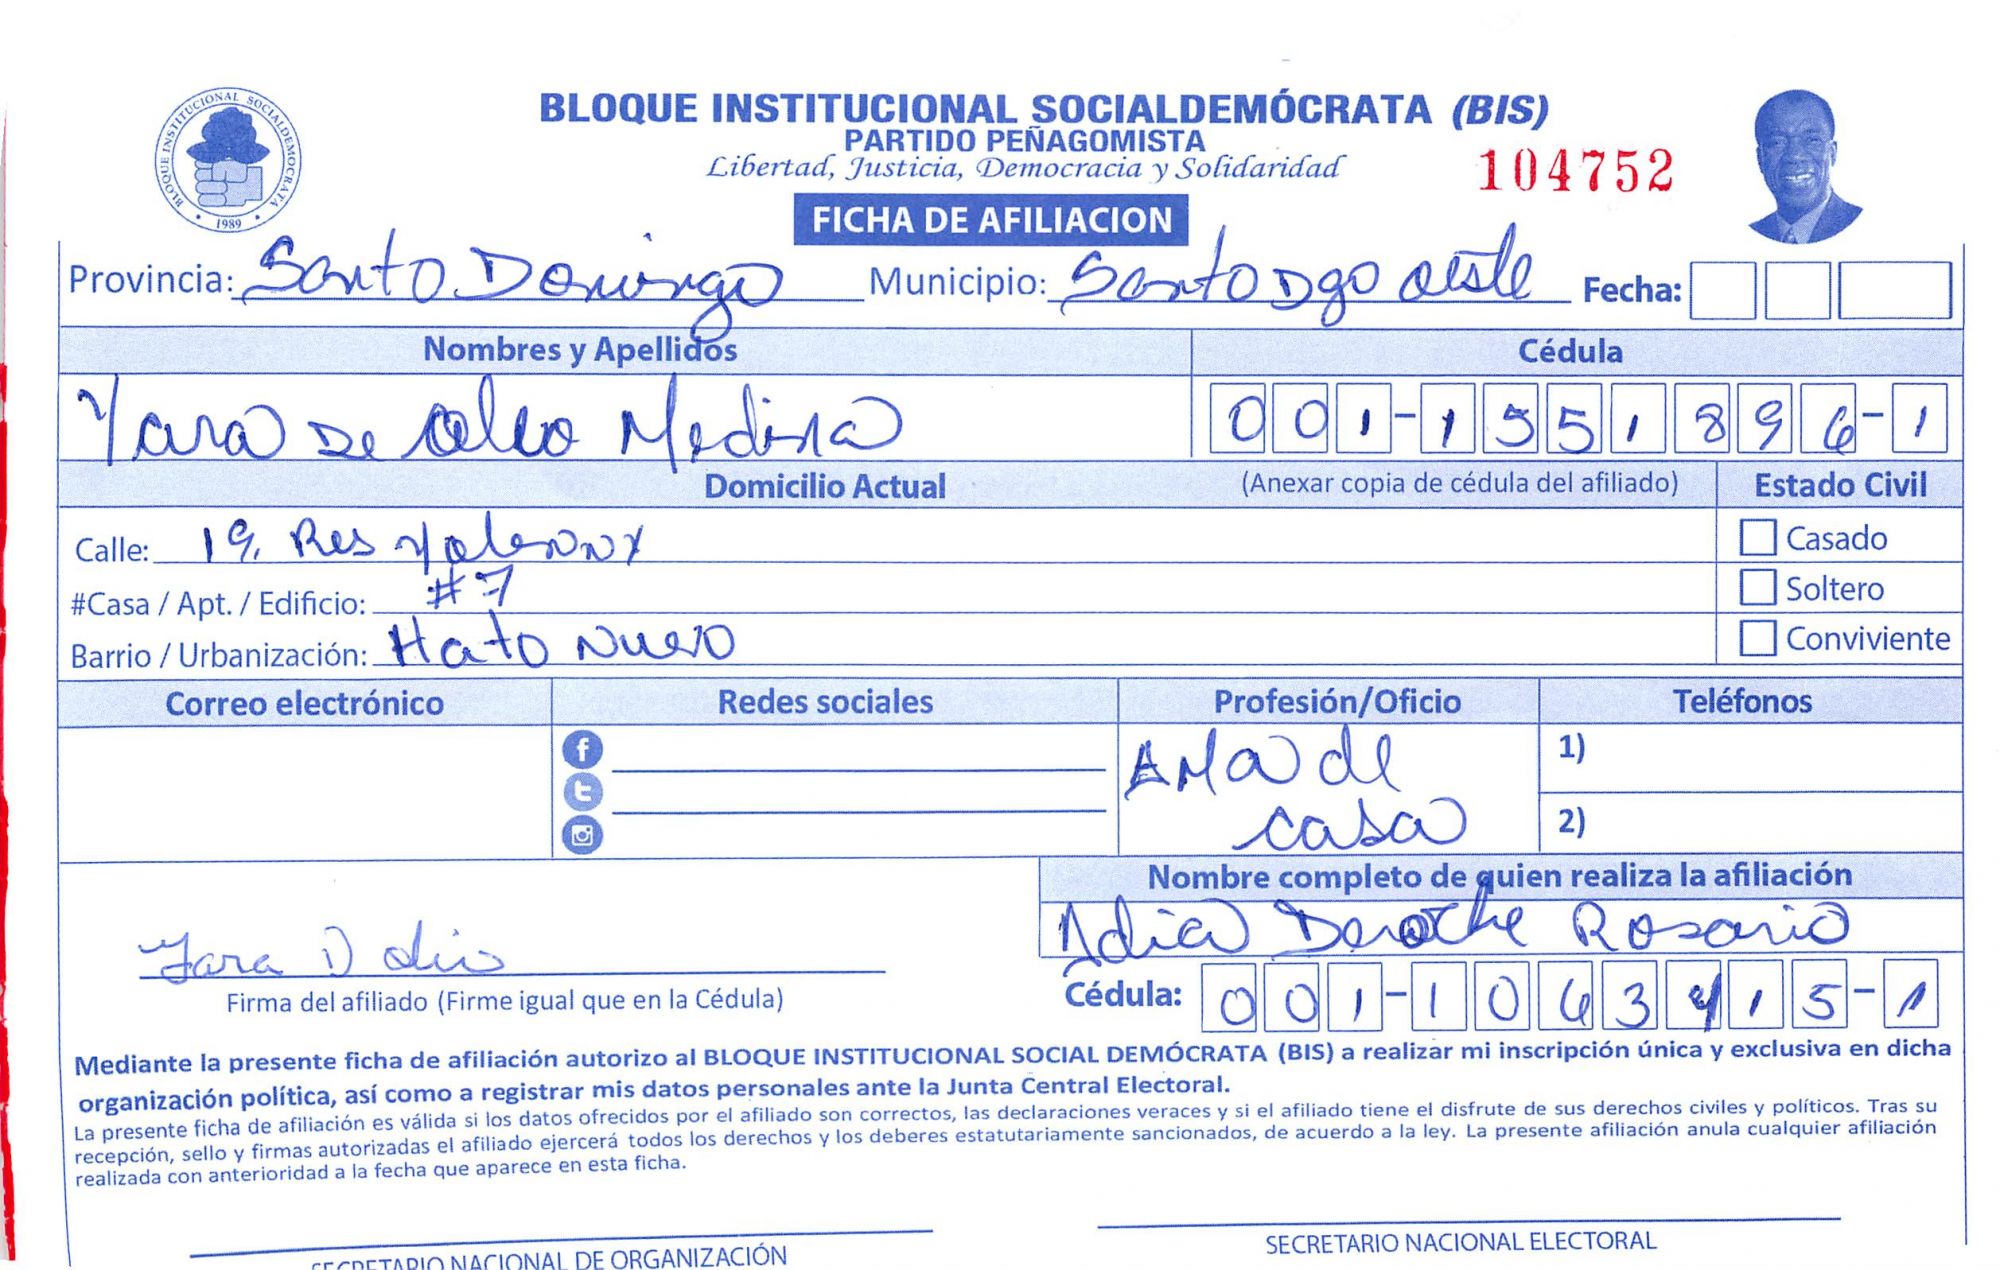 BLOQUE INSTITUCIONAL SOCIALDEMÓCRATA (BIS)
PARTIDO PEÑAGOMISTA
Libertad, Justicia, Democracia y Solidaridad
104752
BLOQUE INSTITUCIONAL SOCIALDEMOCRATA
1989
FICHA DE AFILIACION
Provincia: Santo Domingo Municipio: Santo Dgo oeste Fecha:
Nombres y Apellidos Cédula
Yara De Medina 001-1551896-1
Domicilio Actual (Anexar copia de cédula del afiliado) Estado Civil
Calle: 19. Res Casado
#Casa / Apt. / Edificio: #7 Soltero
Barrio / Urbanización: Hato Nuevo Conviviente
Correo electrónico Redes sociales Profesión/Oficio Teléfonos
Ama de casa
1)
2)
Nombre completo de quien realiza la afiliación
Rosario
Yara D
Firma del afiliado (Firme igual que en la Cédula)
Cédula: 001-1063415-1
Mediante la presente ficha de afiliación autorizo al BLOQUE INSTITUCIONAL SOCIAL DEMÓCRATA (BIS) a realizar mi inscripción única y exclusiva en dicha
organización política, así como a registrar mis datos personales ante la Junta Central Electoral.
La presente ficha de afiliación es válida si los datos ofrecidos por el afiliado son correctos, las declaraciones veraces y si el afiliado tiene el disfrute de sus derechos civiles y políticos. Tras su
recepción, sello y firmas autorizadas el afiliado ejercerá todos los derechos y los deberes estatutariamente sancionados, de acuerdo a la ley. La presente afiliación anula cualquier afiliación
realizada con anterioridad a la fecha que aparece en esta ficha.
SECRETARIO NACIONAL DE ORGANIZACIÓN
SECRETARIO NACIONAL ELECTORAL